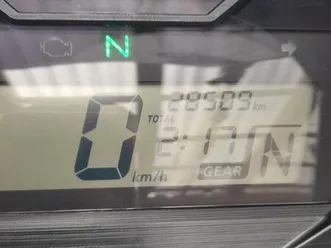 N
28509 km
TOTAL
0 km/h
2:17
GEAR N